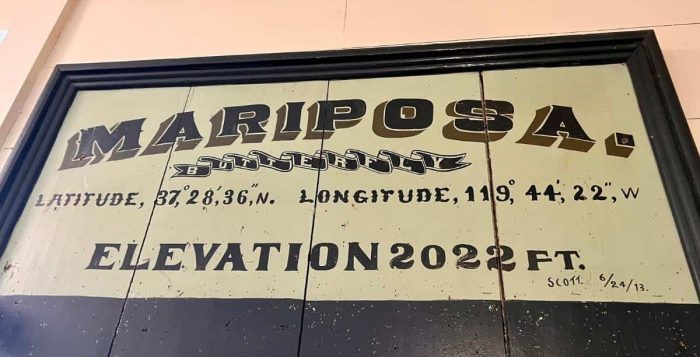 MARIPOSA.
BUTTERFLY
LATITUDE, 37,° 28,' 36," N. LONGITUDE, 119,° 44,' 22," W
ELEVATION 2022 FT.
SCOTT. 6/24/13.